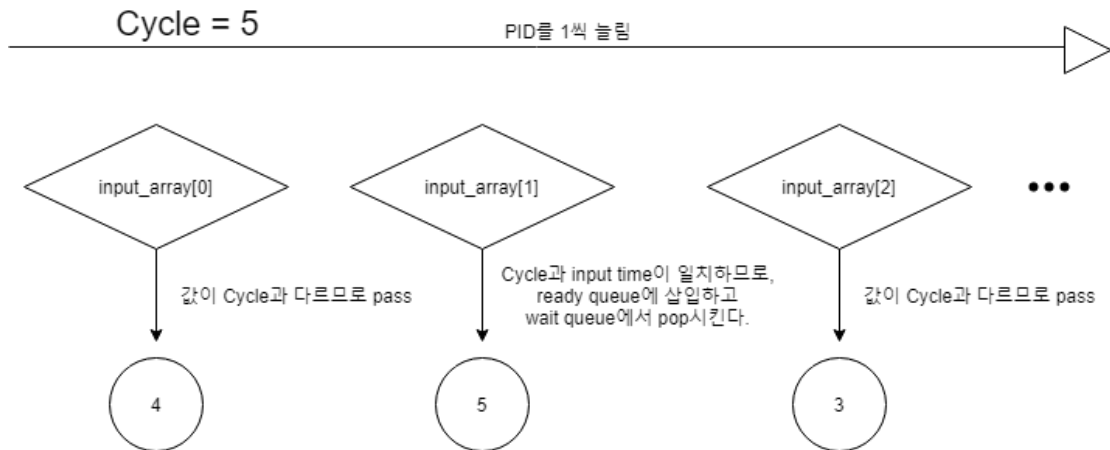 Cycle = 5
PID를 1씩 늘림
input_array[0]
input_array[1]
input_array[2]
•••
값이 Cycle과 다르므로 pass
Cycle과 input time이 일치하므로,
ready queue에 삽입하고
wait queue에서 pop시킨다.
값이 Cycle과 다르므로 pass
4
5
3